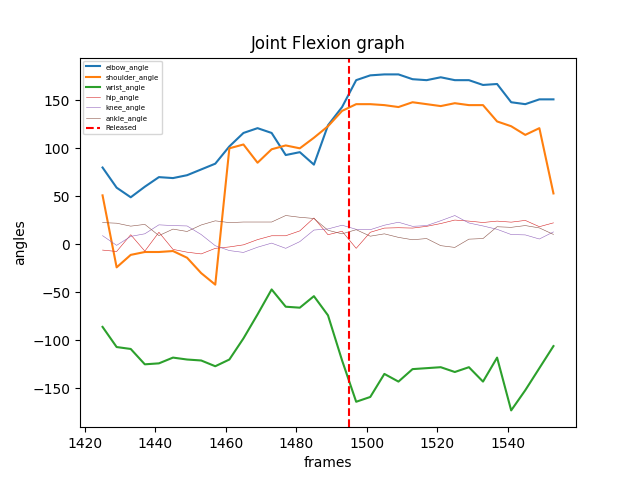 Joint Flexion graph
elbow_angle
shoulder_angle
wrist_angle
hip_angle
knee_angle
ankle_angle
Released
150
100
50
0
−50
−100
−150
angles
1420 1440 1460 1480 1500 1520 1540
frames